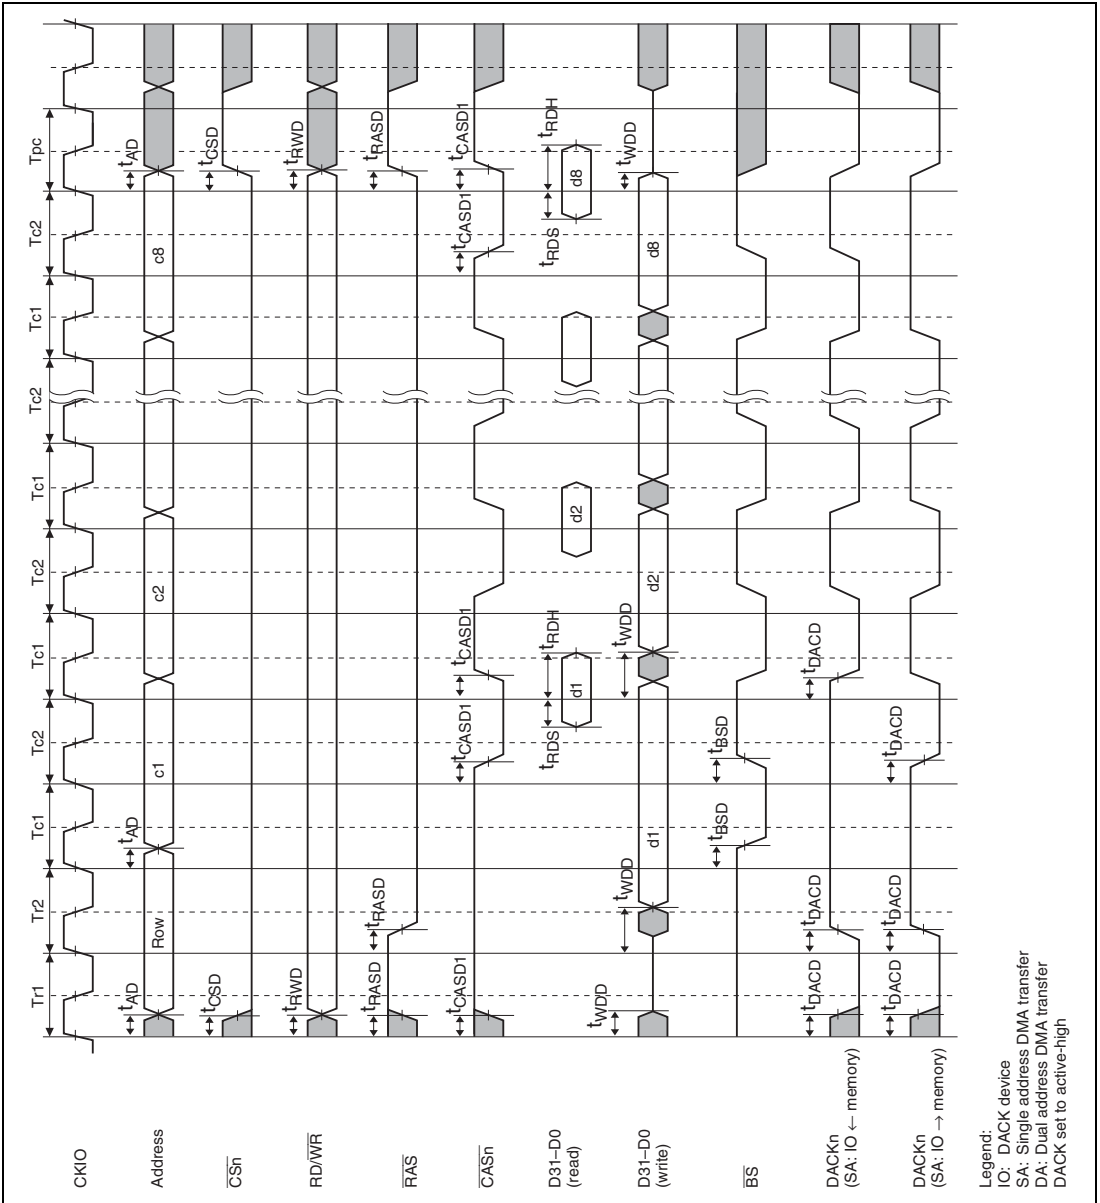 Tr1 Tr2 Tc1 Tc2 Tc1 Tc2 Tc1 Tc2 Tc1 Tc2 Tpc
CKIO
tAD tAD tAD
Address Row c1 c2 c8
tCSD tCSD
CSn
tRWD tRWD
RD/WR
tRASD tRASD tRASD
RAS
tCASD1 tCASD1 tCASD1 tCASD1 tCASD1
CASn
tRDS tRDH tRDS tRDH
D31–D0
(read)
d1 d2 d8
tWDD tWDD tWDD tWDD
D31–D0
(write)
d1 d2 d8
tBSD tBSD
BS
tDACD tDACD tDACD
DACKn
(SA: IO ← memory)
tDACD tDACD tDACD
DACKn
(SA: IO → memory)
Legend:
IO: DACK device
SA: Single address DMA transfer
DA: Dual address DMA transfer
DACK set to active-high